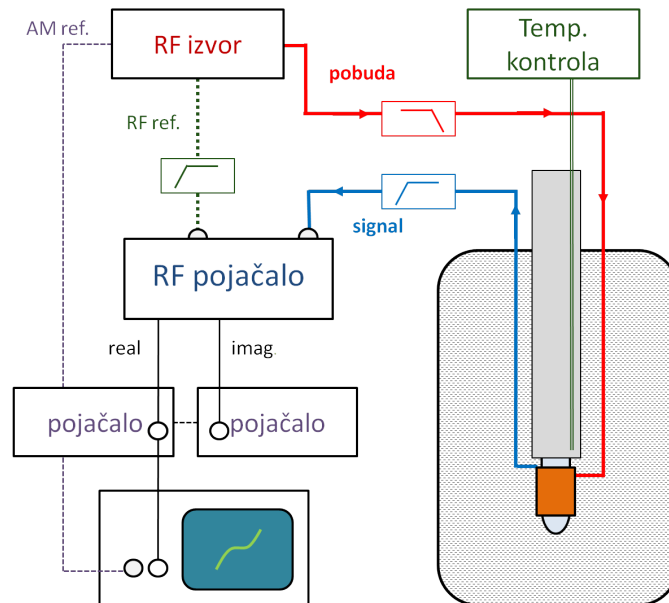 AM ref.
RF izvor
Temp.
kontrola
pobuda
RF ref.
signal
RF pojačalo
real
imag.
pojačalo
pojačalo